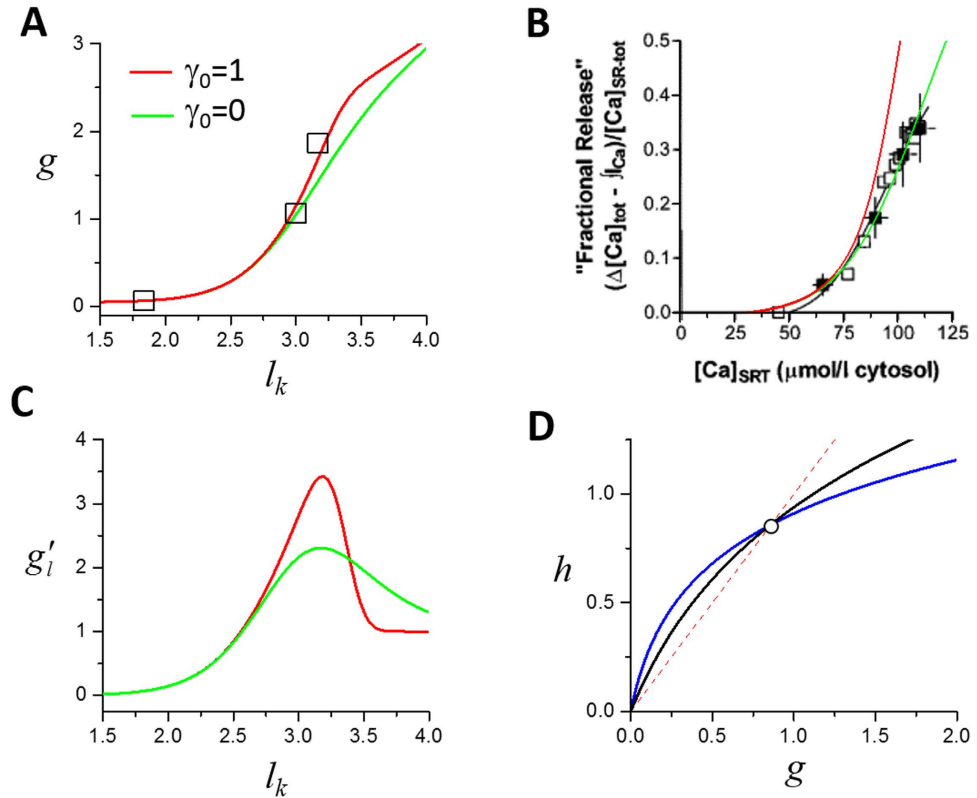 A
3
2
1
0
g
γ₀=1
γ₀=0
1.5 2.0 2.5 3.0 3.5 4.0
lₖ
B
"Fractional Release"
(Δ[Ca]tot - ∫ICa)/[Ca]SR-tot
0.5
0.4
0.3
0.2
0.1
0.0
0 25 50 75 100 125
[Ca]SRT (μmol/l cytosol)
C
4
3
2
1
0
g′ₗ
1.5 2.0 2.5 3.0 3.5 4.0
lₖ
D
1.0
0.5
0.0
h
0.0 0.5 1.0 1.5 2.0
g